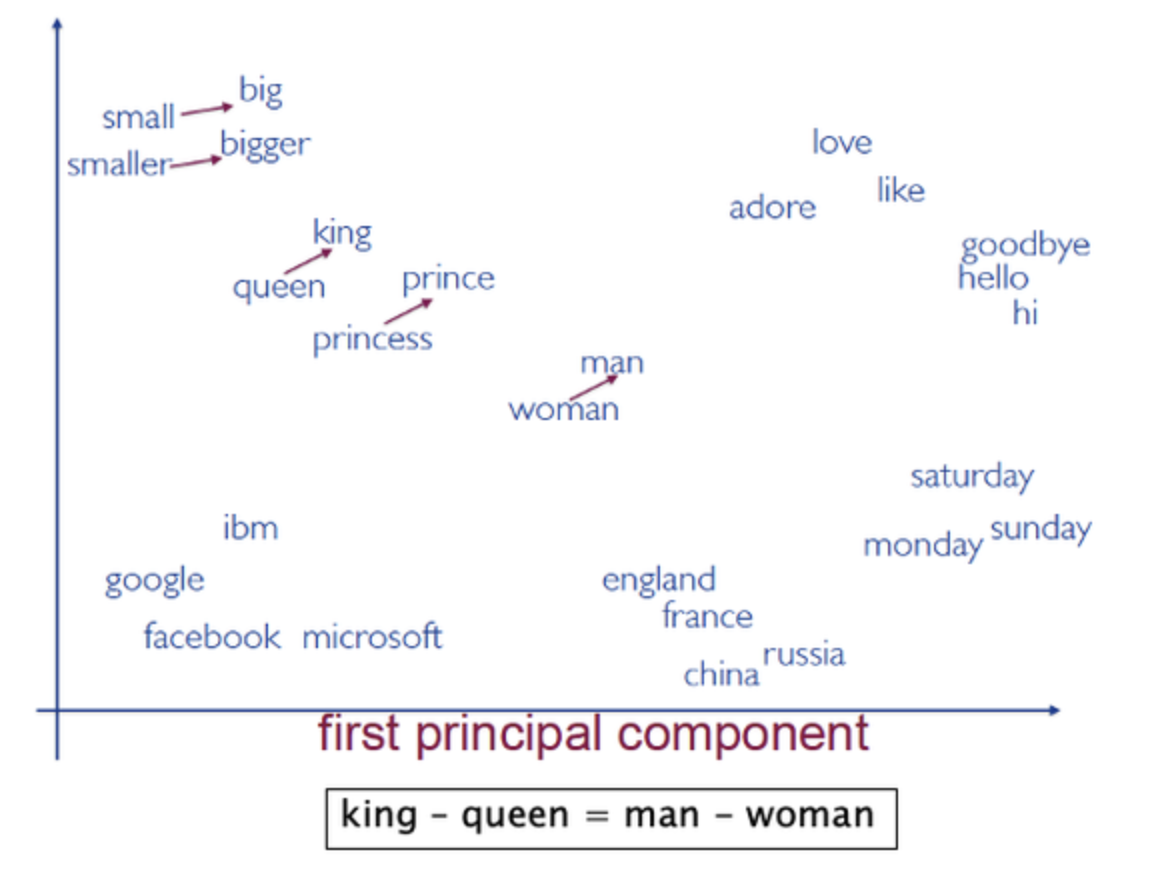 big
small
bigger
smaller
love
like
adore
king
goodbye
queen
prince
hello
hi
princess
man
woman
saturday
ibm
sunday
monday
google
england
france
facebook
microsoft
russia
china
first principal component
king – queen = man – woman